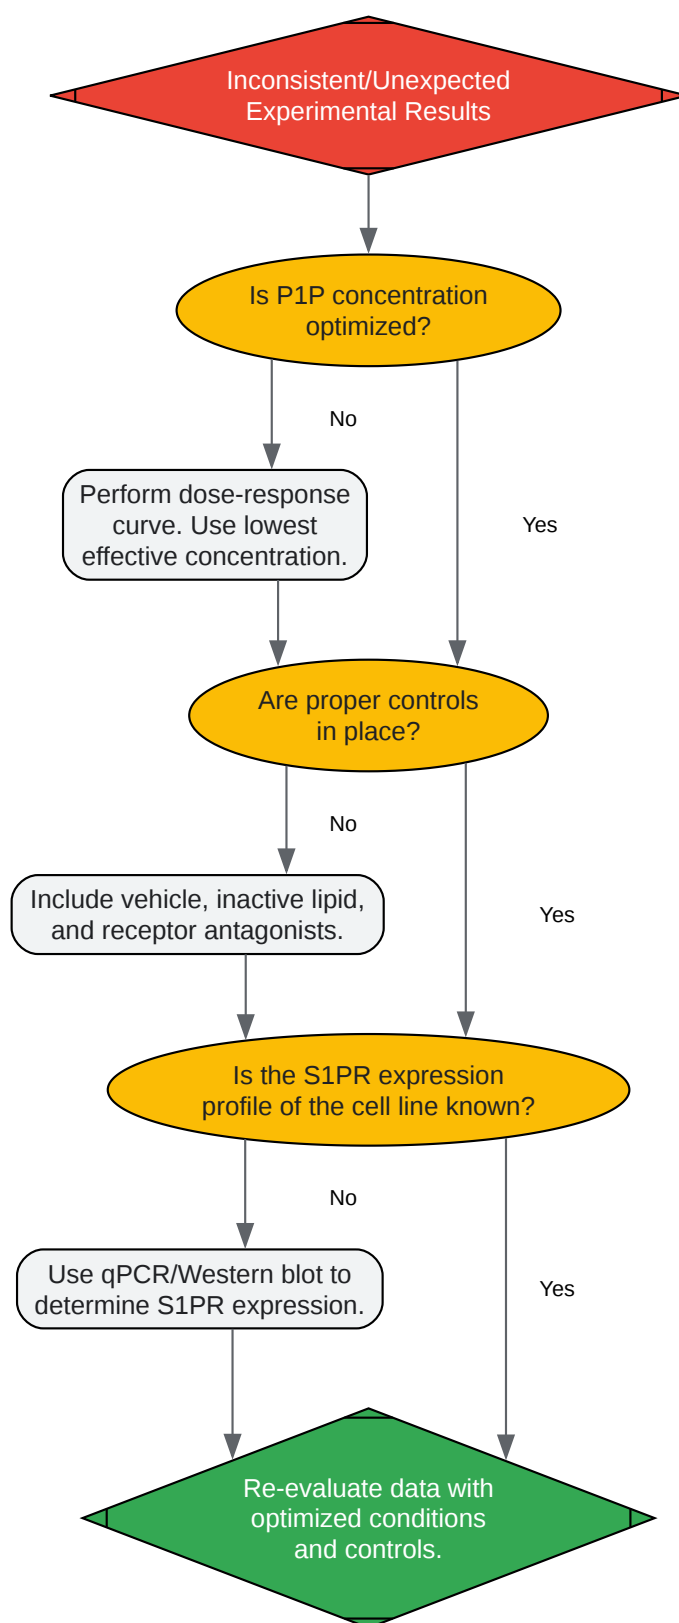 Inconsistent/Unexpected
Experimental Results
Is P1P concentration
optimized?
No
Perform dose-response
curve. Use lowest
effective concentration.
Yes
Are proper controls
in place?
No
Include vehicle, inactive lipid,
and receptor antagonists.
Yes
Is the S1PR expression
profile of the cell line known?
No
Use qPCR/Western blot to
determine S1PR expression.
Yes
Re-evaluate data with
optimized conditions
and controls.